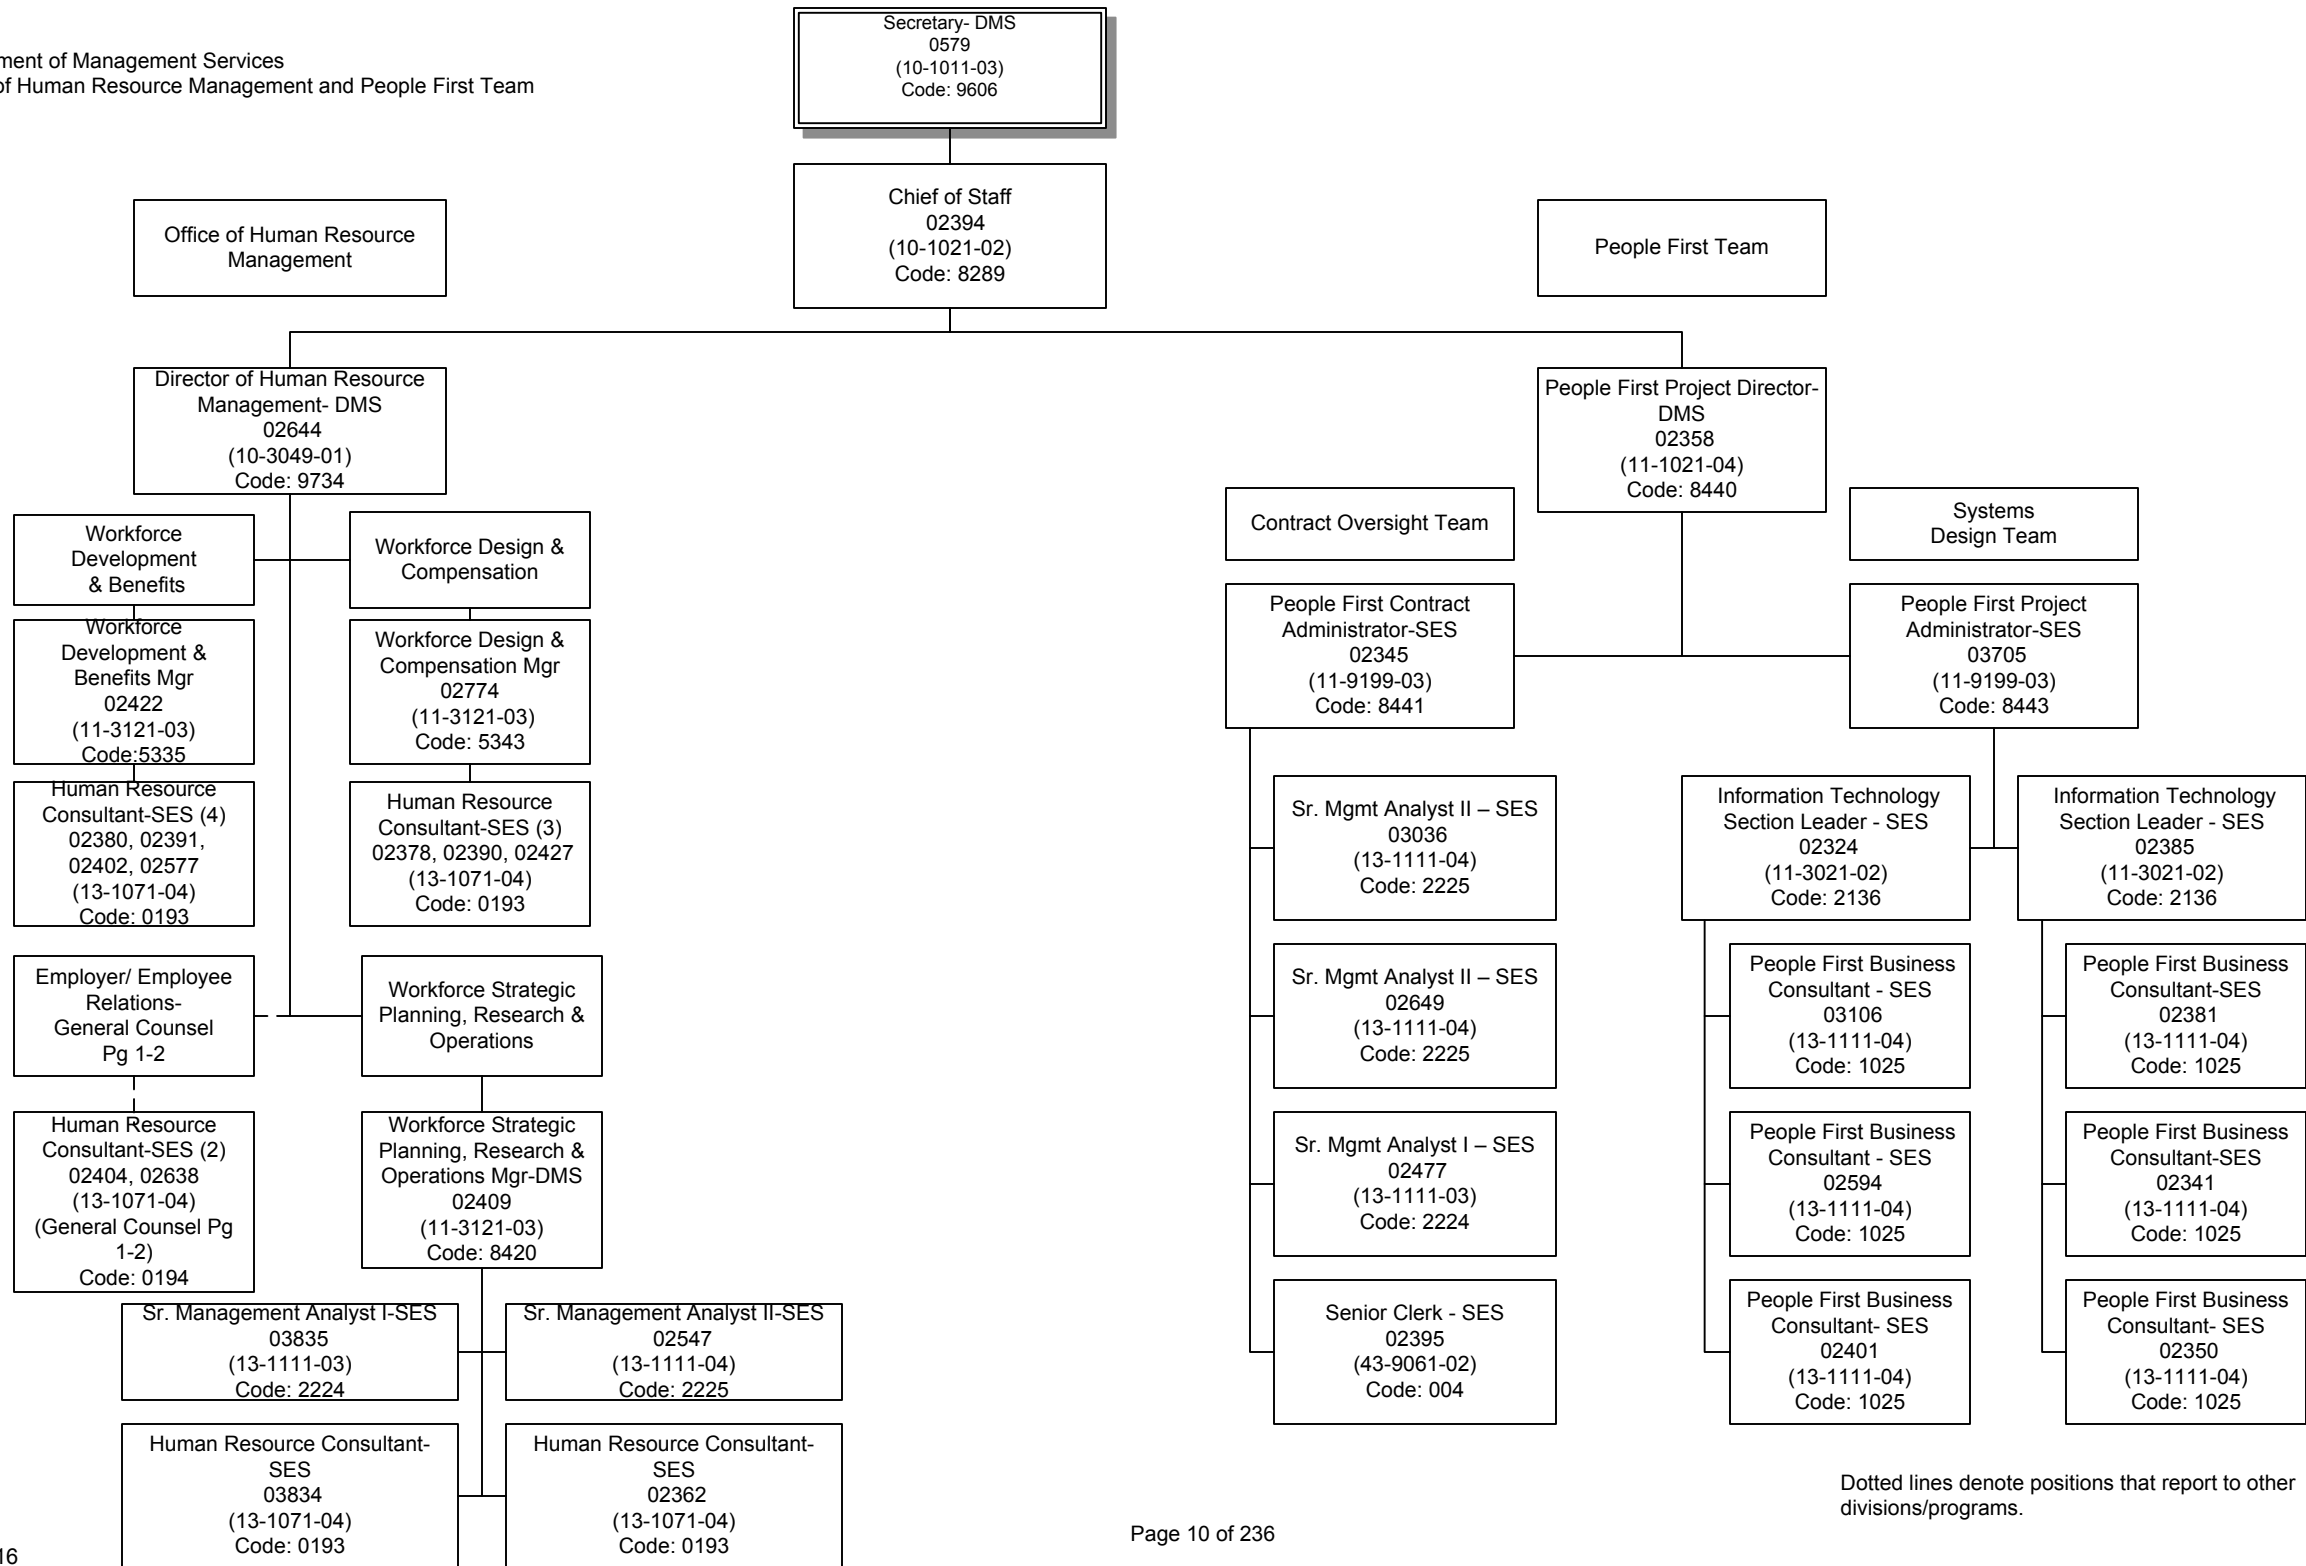 ment of Management Services
of Human Resource Management and People First Team
Secretary- DMS
0579
(10-1011-03)
Code: 9606
Chief of Staff
02394
(10-1021-02)
Code: 8289
Office of Human Resource
Management
People First Team
Director of Human Resource
Management- DMS
02644
(10-3049-01)
Code: 9734
People First Project Director-
DMS
02358
(11-1021-04)
Code: 8440
Workforce
Development
& Benefits
Workforce Design &
Compensation
Workforce
Development &
Benefits Mgr
02422
(11-3121-03)
Code:5335
Workforce Design &
Compensation Mgr
02774
(11-3121-03)
Code: 5343
Human Resource
Consultant-SES (4)
02380, 02391,
02402, 02577
(13-1071-04)
Code: 0193
Human Resource
Consultant-SES (3)
02378, 02390, 02427
(13-1071-04)
Code: 0193
Employer/ Employee
Relations-
General Counsel
Pg 1-2
Workforce Strategic
Planning, Research &
Operations
Human Resource
Consultant-SES (2)
02404, 02638
(13-1071-04)
(General Counsel Pg
1-2)
Code: 0194
Workforce Strategic
Planning, Research &
Operations Mgr-DMS
02409
(11-3121-03)
Code: 8420
Sr. Management Analyst I-SES
03835
(13-1111-03)
Code: 2224
Sr. Management Analyst II-SES
02547
(13-1111-04)
Code: 2225
Human Resource Consultant-
SES
03834
(13-1071-04)
Code: 0193
Human Resource Consultant-
SES
02362
(13-1071-04)
Code: 0193
Contract Oversight Team
Systems
Design Team
People First Contract
Administrator-SES
02345
(11-9199-03)
Code: 8441
People First Project
Administrator-SES
03705
(11-9199-03)
Code: 8443
Sr. Mgmt Analyst II – SES
03036
(13-1111-04)
Code: 2225
Sr. Mgmt Analyst II – SES
02649
(13-1111-04)
Code: 2225
Sr. Mgmt Analyst I – SES
02477
(13-1111-03)
Code: 2224
Senior Clerk - SES
02395
(43-9061-02)
Code: 004
Information Technology
Section Leader - SES
02324
(11-3021-02)
Code: 2136
Information Technology
Section Leader - SES
02385
(11-3021-02)
Code: 2136
People First Business
Consultant - SES
03106
(13-1111-04)
Code: 1025
People First Business
Consultant-SES
02381
(13-1111-04)
Code: 1025
People First Business
Consultant - SES
02594
(13-1111-04)
Code: 1025
People First Business
Consultant-SES
02341
(13-1111-04)
Code: 1025
People First Business
Consultant- SES
02401
(13-1111-04)
Code: 1025
People First Business
Consultant- SES
02350
(13-1111-04)
Code: 1025
Dotted lines denote positions that report to other
divisions/programs.
Page 10 of 236
16